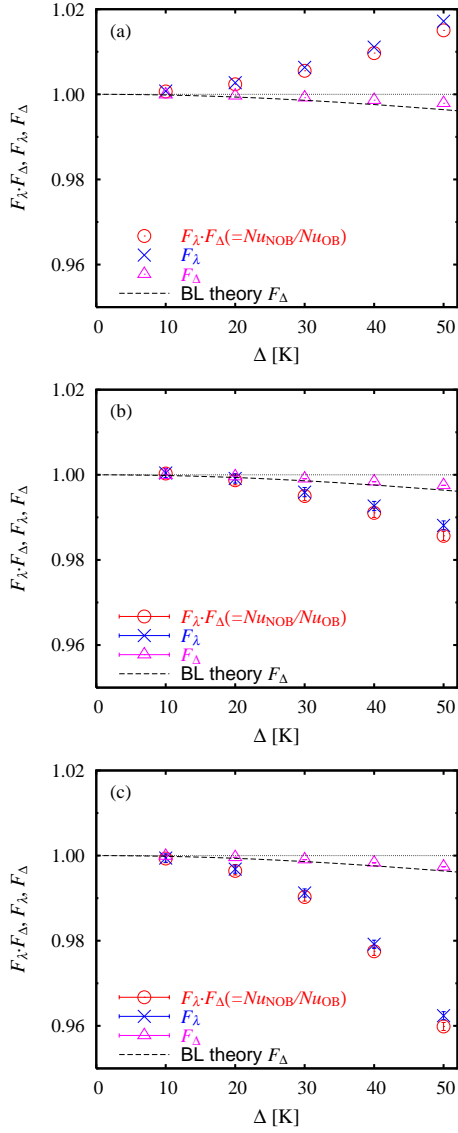 1.02
(a)
1.00
0.98
0.96
F_λ·F_Δ, F_λ, F_Δ
F_λ·F_Δ(=Nu_NOB/Nu_OB)
F_λ
F_Δ
BL theory F_Δ
0 10 20 30 40 50
Δ [K]
1.02
(b)
1.00
0.98
0.96
F_λ·F_Δ, F_λ, F_Δ
F_λ·F_Δ(=Nu_NOB/Nu_OB)
F_λ
F_Δ
BL theory F_Δ
0 10 20 30 40 50
Δ [K]
1.02
(c)
1.00
0.98
0.96
F_λ·F_Δ, F_λ, F_Δ
F_λ·F_Δ(=Nu_NOB/Nu_OB)
F_λ
F_Δ
BL theory F_Δ
0 10 20 30 40 50
Δ [K]